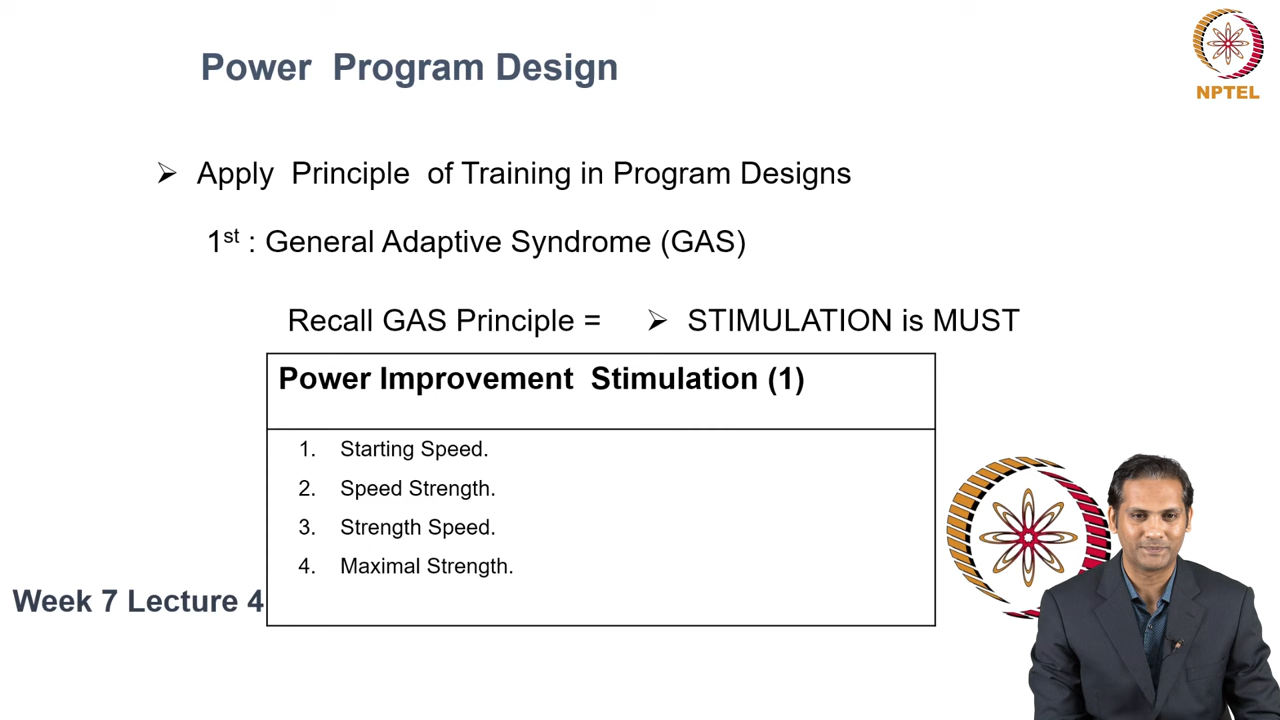 Power Program Design
NPTEL
➢ Apply Principle of Training in Program Designs
1st : General Adaptive Syndrome (GAS)
Recall GAS Principle = ➢ STIMULATION is MUST
Power Improvement Stimulation (1)
1. Starting Speed.
2. Speed Strength.
3. Strength Speed.
4. Maximal Strength.
Week 7 Lecture 4